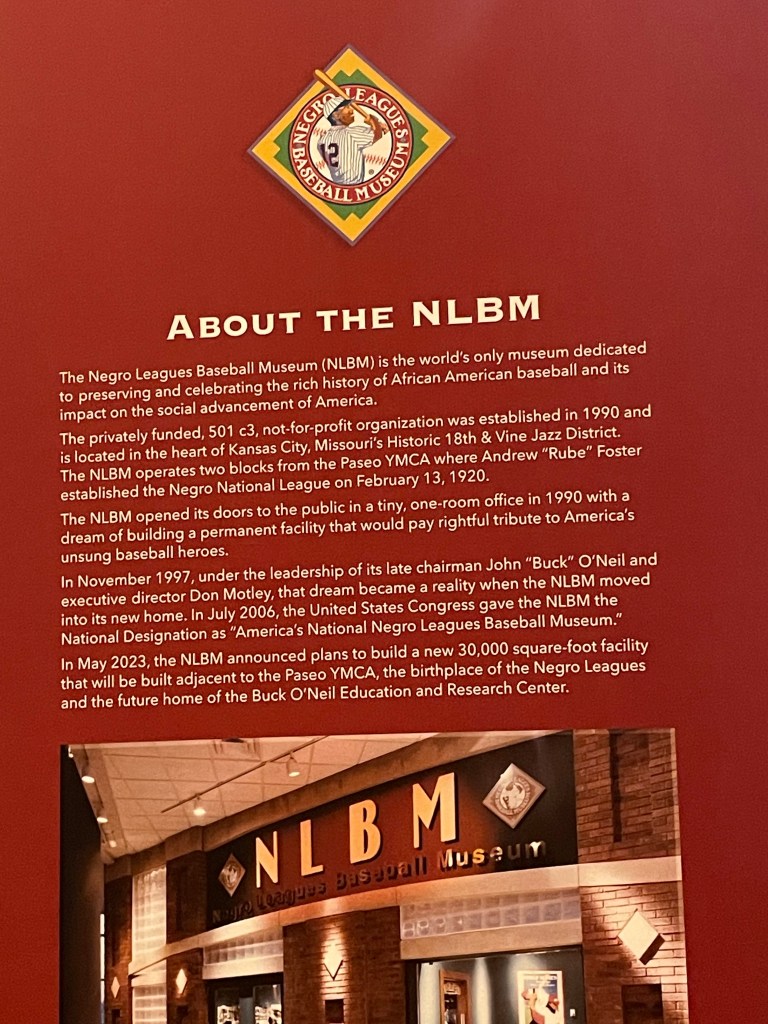 NEGRO LEAGUES
BASEBALL MUSEUM
12
®
ABOUT THE NLBM
The Negro Leagues Baseball Museum (NLBM) is the world's only museum dedicated
to preserving and celebrating the rich history of African American baseball and its
impact on the social advancement of America.
The privately funded, 501 c3, not-for-profit organization was established in 1990 and
is located in the heart of Kansas City, Missouri's Historic 18th & Vine Jazz District.
The NLBM operates two blocks from the Paseo YMCA where Andrew "Rube" Foster
established the Negro National League on February 13, 1920.
The NLBM opened its doors to the public in a tiny, one-room office in 1990 with a
dream of building a permanent facility that would pay rightful tribute to America's
unsung baseball heroes.
In November 1997, under the leadership of its late chairman John "Buck" O'Neil and
executive director Don Motley, that dream became a reality when the NLBM moved
into its new home. In July 2006, the United States Congress gave the NLBM the
National Designation as "America's National Negro Leagues Baseball Museum."
In May 2023, the NLBM announced plans to build a new 30,000 square-foot facility
that will be built adjacent to the Paseo YMCA, the birthplace of the Negro Leagues
and the future home of the Buck O'Neil Education and Research Center.
NLBM
Negro Leagues Baseball Museum